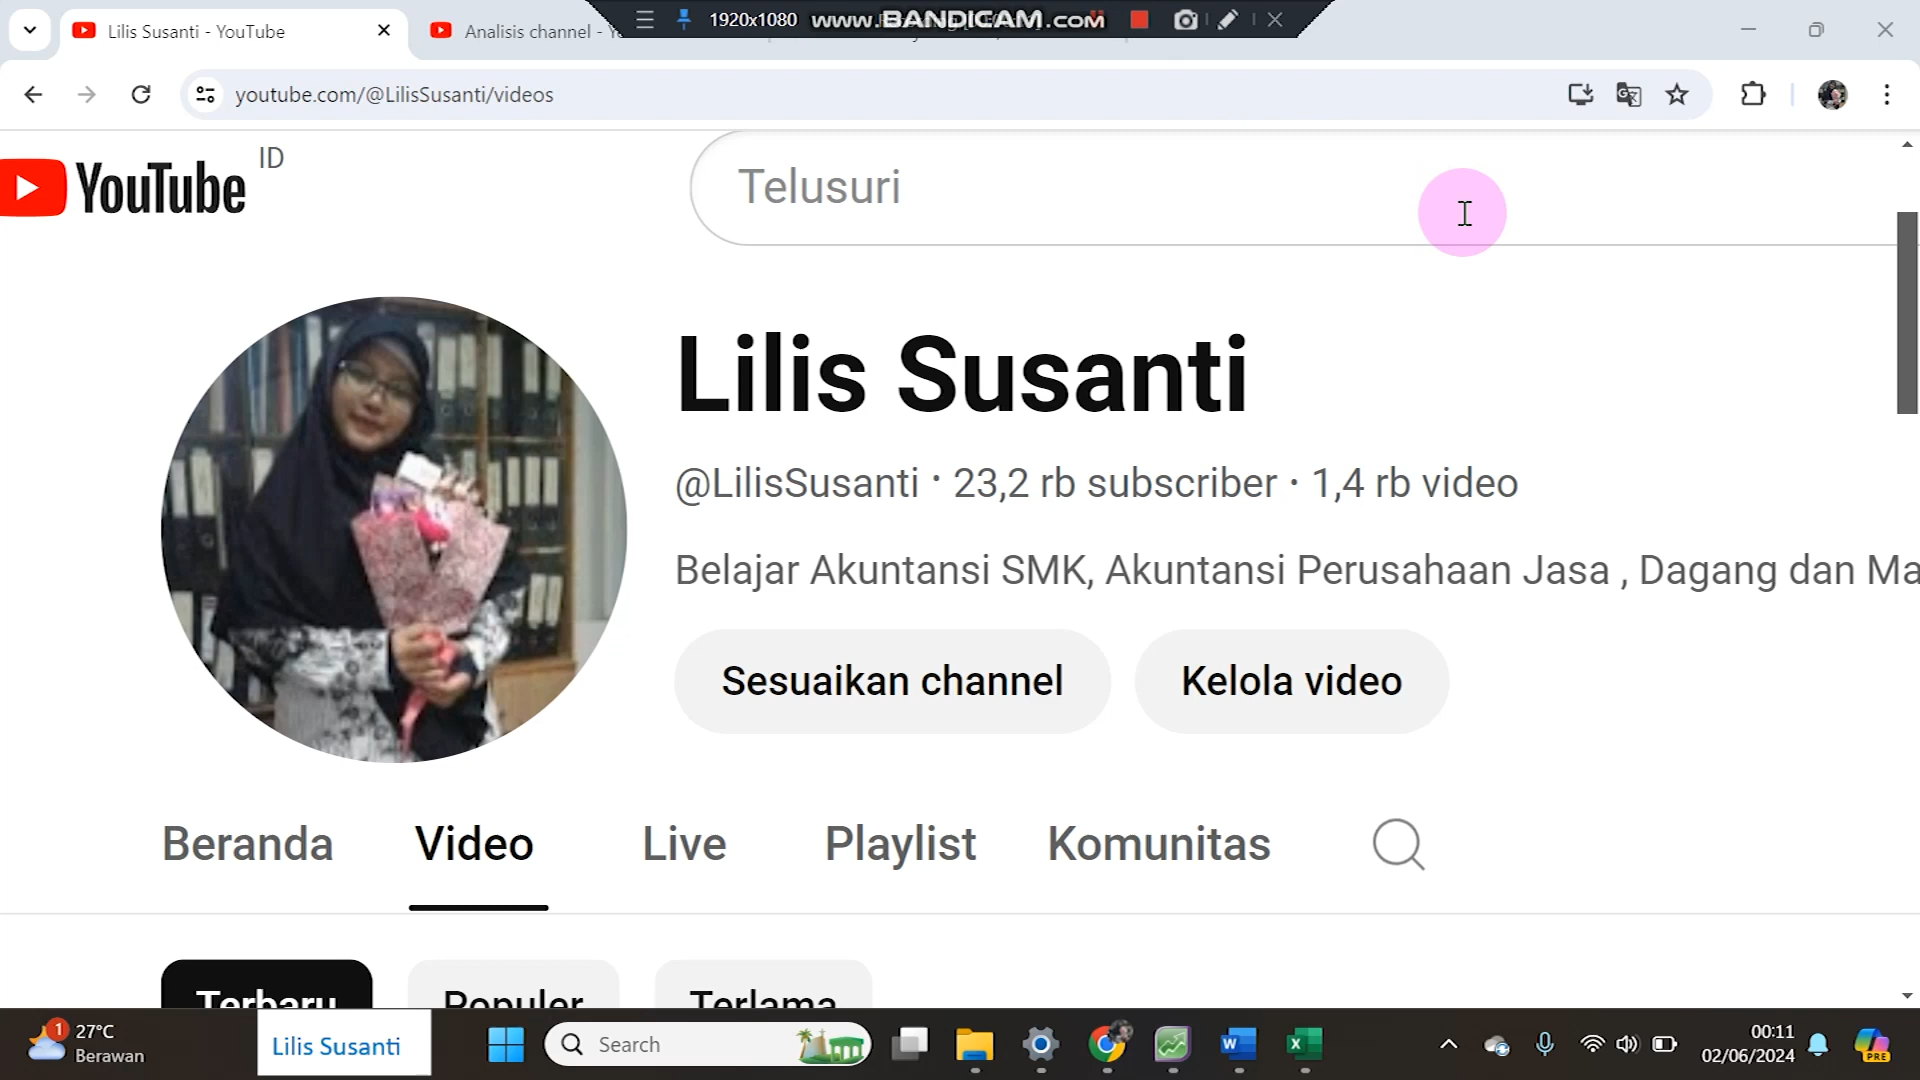 Lilis Susanti - YouTube
Analisis channel - Yo
1920x1080
www.BANDICAM.com
youtube.com/@LilisSusanti/videos
YouTube ID
Telusuri
Lilis Susanti
@LilisSusanti · 23,2 rb subscriber · 1,4 rb video
Belajar Akuntansi SMK, Akuntansi Perusahaan Jasa , Dagang dan Ma
Sesuaikan channel
Kelola video
Beranda
Video
Live
Playlist
Komunitas
Terbaru
Populer
Terlama
1
27°C
Berawan
Lilis Susanti
Search
00:11
02/06/2024
PRE